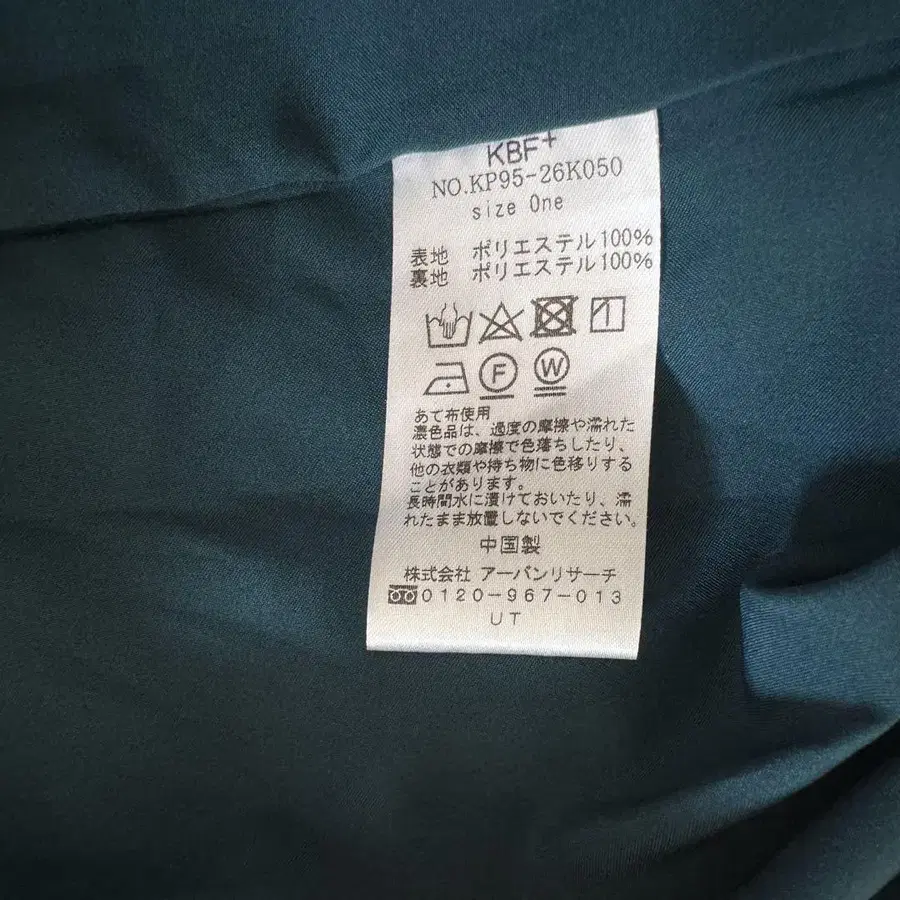 KBF+
NO.KP95-26K050
size One
表地 ポリエステル100%
裏地 ポリエステル100%
F W
あて布使用
濃色品は、過度の摩擦や濡れた
状態での摩擦で色落ちしたり、
他の衣類や持ち物に色移りする
ことがあります。
長時間水に漬けておいたり、濡
れたまま放置しないでください。
中国製
株式会社 アーバンリサーチ
0120-967-013
UT